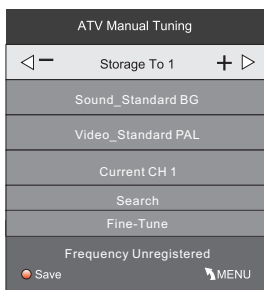 ATV Manual Tuning
Storage To 1
Sound_Standard BG
Video_Standard PAL
Current CH 1
Search
Fine-Tune
Frequency Unregistered
Save MENU